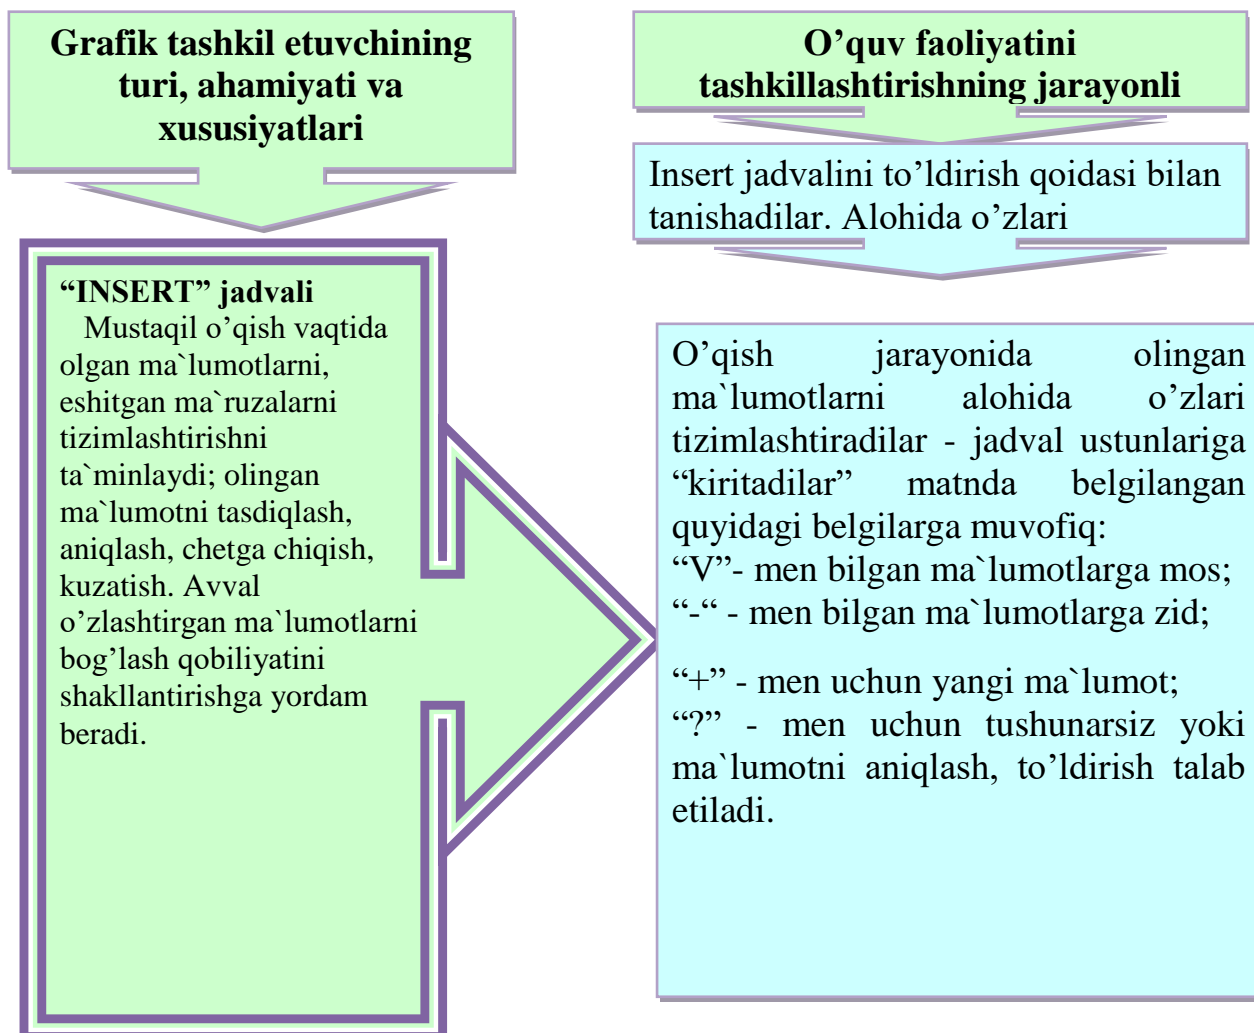 Grafik tashkil etuvchining
turi, ahamiyati va
xususiyatlari
“INSERT” jadvali
Mustaqil o’qish vaqtida
olgan ma`lumotlarni,
eshitgan ma`ruzalarni
tizimlashtirishni
ta`minlaydi; olingan
ma`lumotni tasdiqlash,
aniqlash, chetga chiqish,
kuzatish. Avval
o’zlashtirgan ma`lumotlarni
bog’lash qobiliyatini
shakllantirishga yordam
beradi.
O’quv faoliyatini
tashkillashtirishning jarayonli
Insert jadvalini to’ldirish qoidasi bilan
tanishadilar. Alohida o’zlari
O’qish jarayonida olingan
ma`lumotlarni alohida o’zlari
tizimlashtiradilar - jadval ustunlariga
“kiritadilar” matnda belgilangan
quyidagi belgilarga muvofiq:
“V”- men bilgan ma`lumotlarga mos;
“-“ - men bilgan ma`lumotlarga zid;
“+” - men uchun yangi ma`lumot;
“?” - men uchun tushunarsiz yoki
ma`lumotni aniqlash, to’ldirish talab
etiladi.